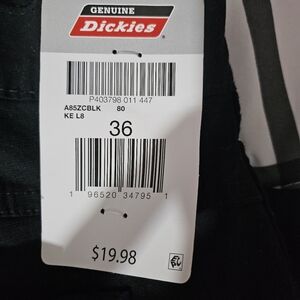 GENUINE
Dickies
P403798 011 447
A85ZCBLK 80
KE L8
36
1 96520 34795 1
$19.98